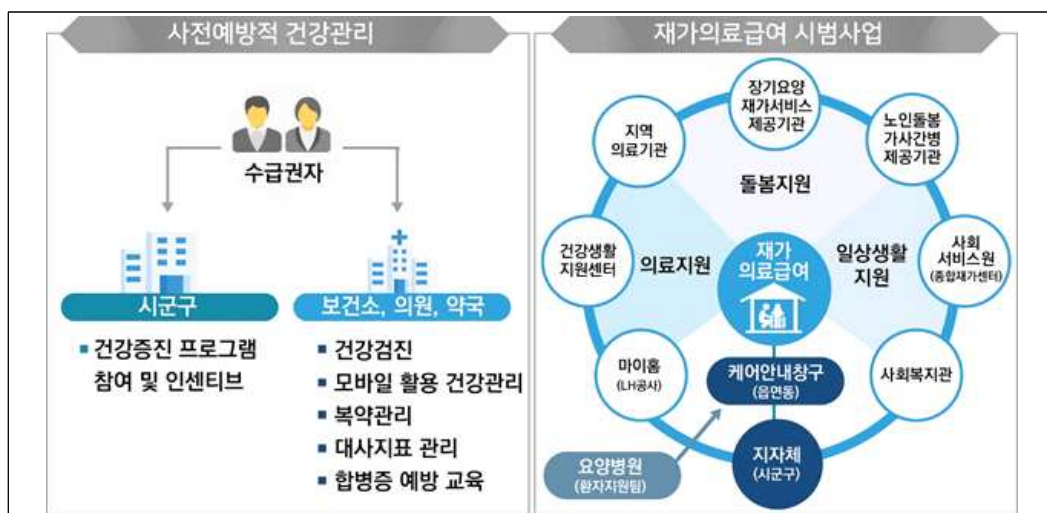 사전예방적 건강관리
수급권자
시군구
건강증진 프로그램
참여 및 인센티브
보건소, 의원, 약국
건강검진
모바일 활용 건강관리
복약관리
대사지표 관리
합병증 예방 교육
재가의료급여 시범사업
장기요양
재가서비스
제공기관
노인돌봄
가사간병
제공기관
지역
의료기관
돌봄지원
건강생활
지원센터
의료지원
재가
의료급여
일상생활
지원
사회
서비스원
(종합재가센터)
마이홈
(LH공사)
케어안내창구
(읍면동)
사회복지관
요양병원
(환자지원팀)
지자체
(시군구)